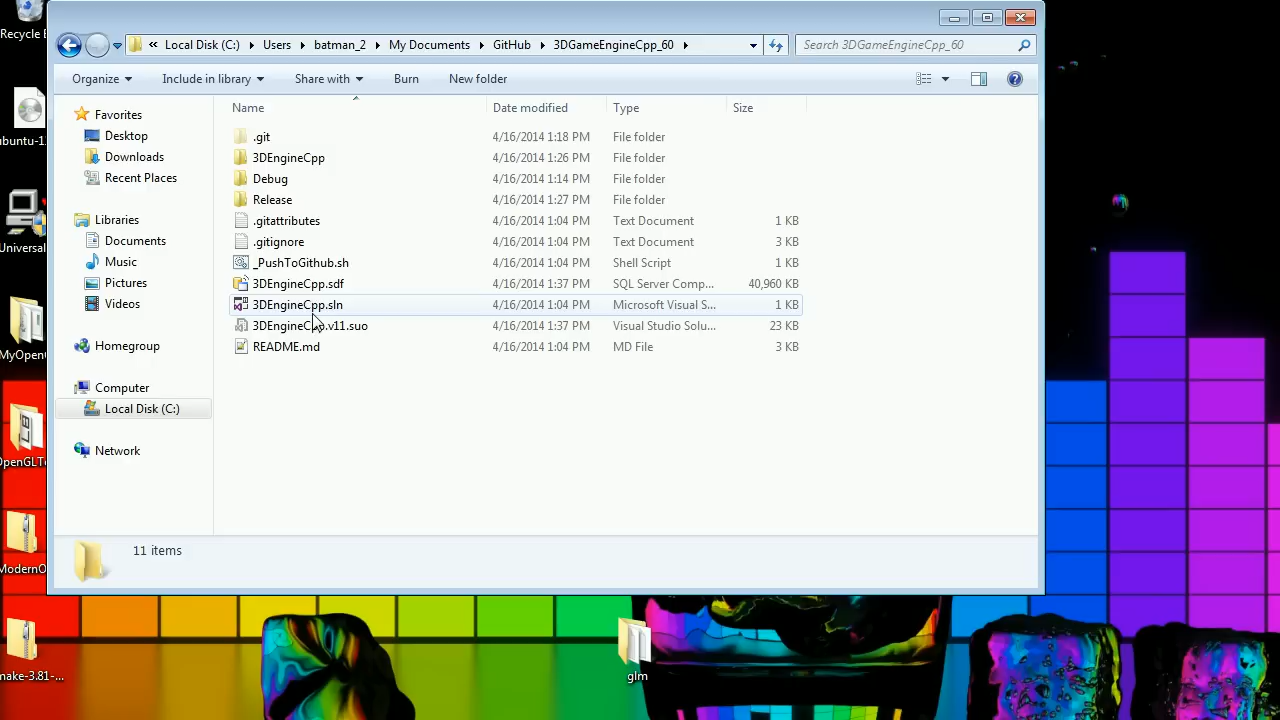 Recycle B
« Local Disk (C:) Users batman_2 My Documents GitHub 3DGameEngineCpp_60
Search 3DGameEngineCpp_60
Organize Include in library Share with Burn New folder
Name Date modified Type Size
.git 4/16/2014 1:18 PM File folder
3DEngineCpp 4/16/2014 1:26 PM File folder
Debug 4/16/2014 1:14 PM File folder
Release 4/16/2014 1:27 PM File folder
.gitattributes 4/16/2014 1:04 PM Text Document 1 KB
.gitignore 4/16/2014 1:04 PM Text Document 3 KB
_PushToGithub.sh 4/16/2014 1:04 PM Shell Script 1 KB
3DEngineCpp.sdf 4/16/2014 1:37 PM SQL Server Comp... 40,960 KB
3DEngineCpp.sln 4/16/2014 1:04 PM Microsoft Visual S... 1 KB
3DEngineCpp.v11.suo 4/16/2014 1:37 PM Visual Studio Solu... 23 KB
README.md 4/16/2014 1:04 PM MD File 3 KB
Favorites
Desktop
Downloads
Recent Places
Libraries
Documents
Music
Pictures
Videos
Homegroup
Computer
Local Disk (C:)
Network
11 items
buntu-1
Universal
MyOpenG
OpenGLTu
ModernO
make-3.81-...
glm